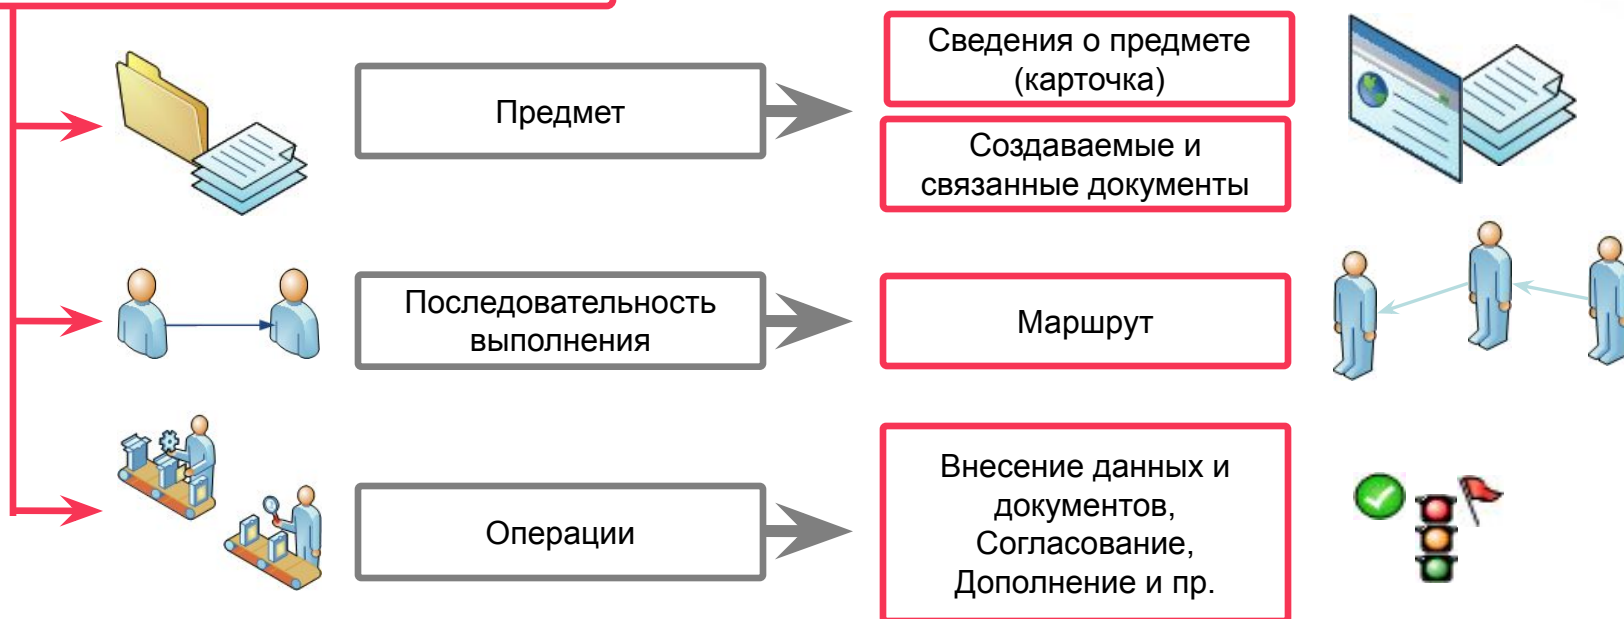 Предмет
Сведения о предмете
(карточка)
Создаваемые и
связанные документы
Последовательность
выполнения
Маршрут
Операции
Внесение данных и
документов,
Согласование,
Дополнение и пр.